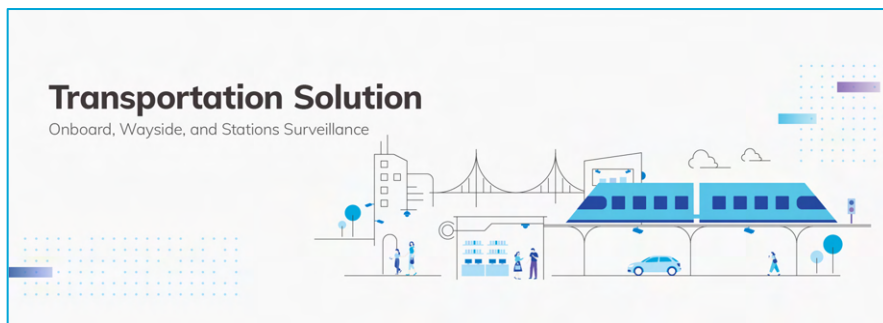 Transportation Solution
Onboard, Wayside, and Stations Surveillance